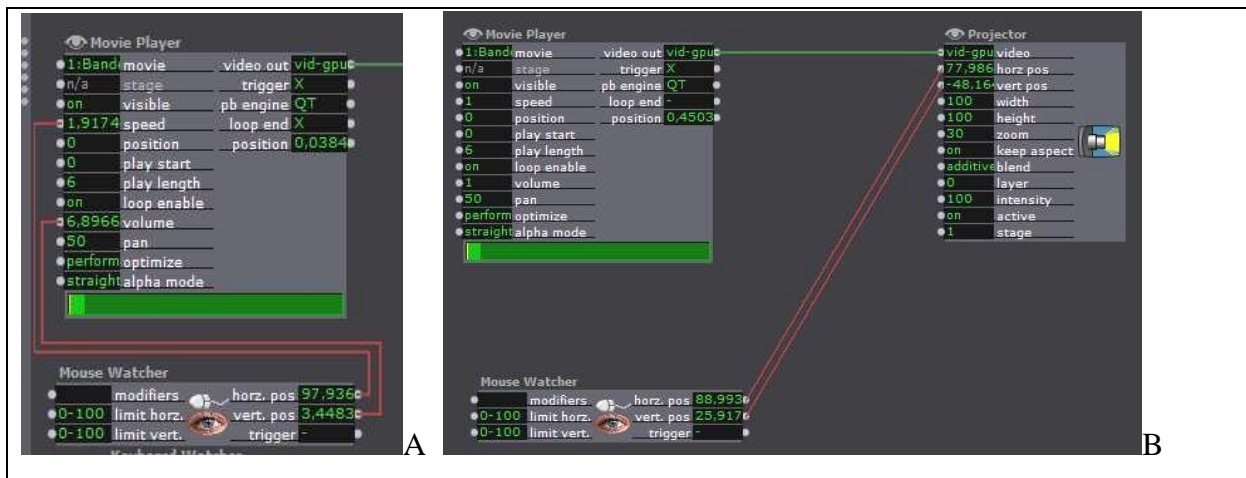 Movie Player
1:Band movie video out vid-gpu
n/a stage trigger X
on visible pb engine QT
1,9174 speed loop end X
0 position position 0,0384
0 play start
6 play length
on loop enable
6,8966 volume
50 pan
perform optimize
straight alpha mode
Mouse Watcher
modifiers horz. pos 97,936
0-100 limit horz. vert. pos 3,4483
0-100 limit vert. trigger -
Keyboard Watcher
A
Movie Player
1:Band movie video out vid-gpu
n/a stage trigger X
on visible pb engine QT
1 speed loop end -
0 position position 0,4503
0 play start
6 play length
on loop enable
1 volume
50 pan
perform optimize
straight alpha mode
Projector
vid-gpu video
77,986 horz pos
-48,16 vert pos
100 width
100 height
30 zoom
on keep aspect
additive blend
0 layer
100 intensity
on active
1 stage
Mouse Watcher
modifiers horz. pos 88,993
0-100 limit horz. vert. pos 25,917
0-100 limit vert. trigger -
B